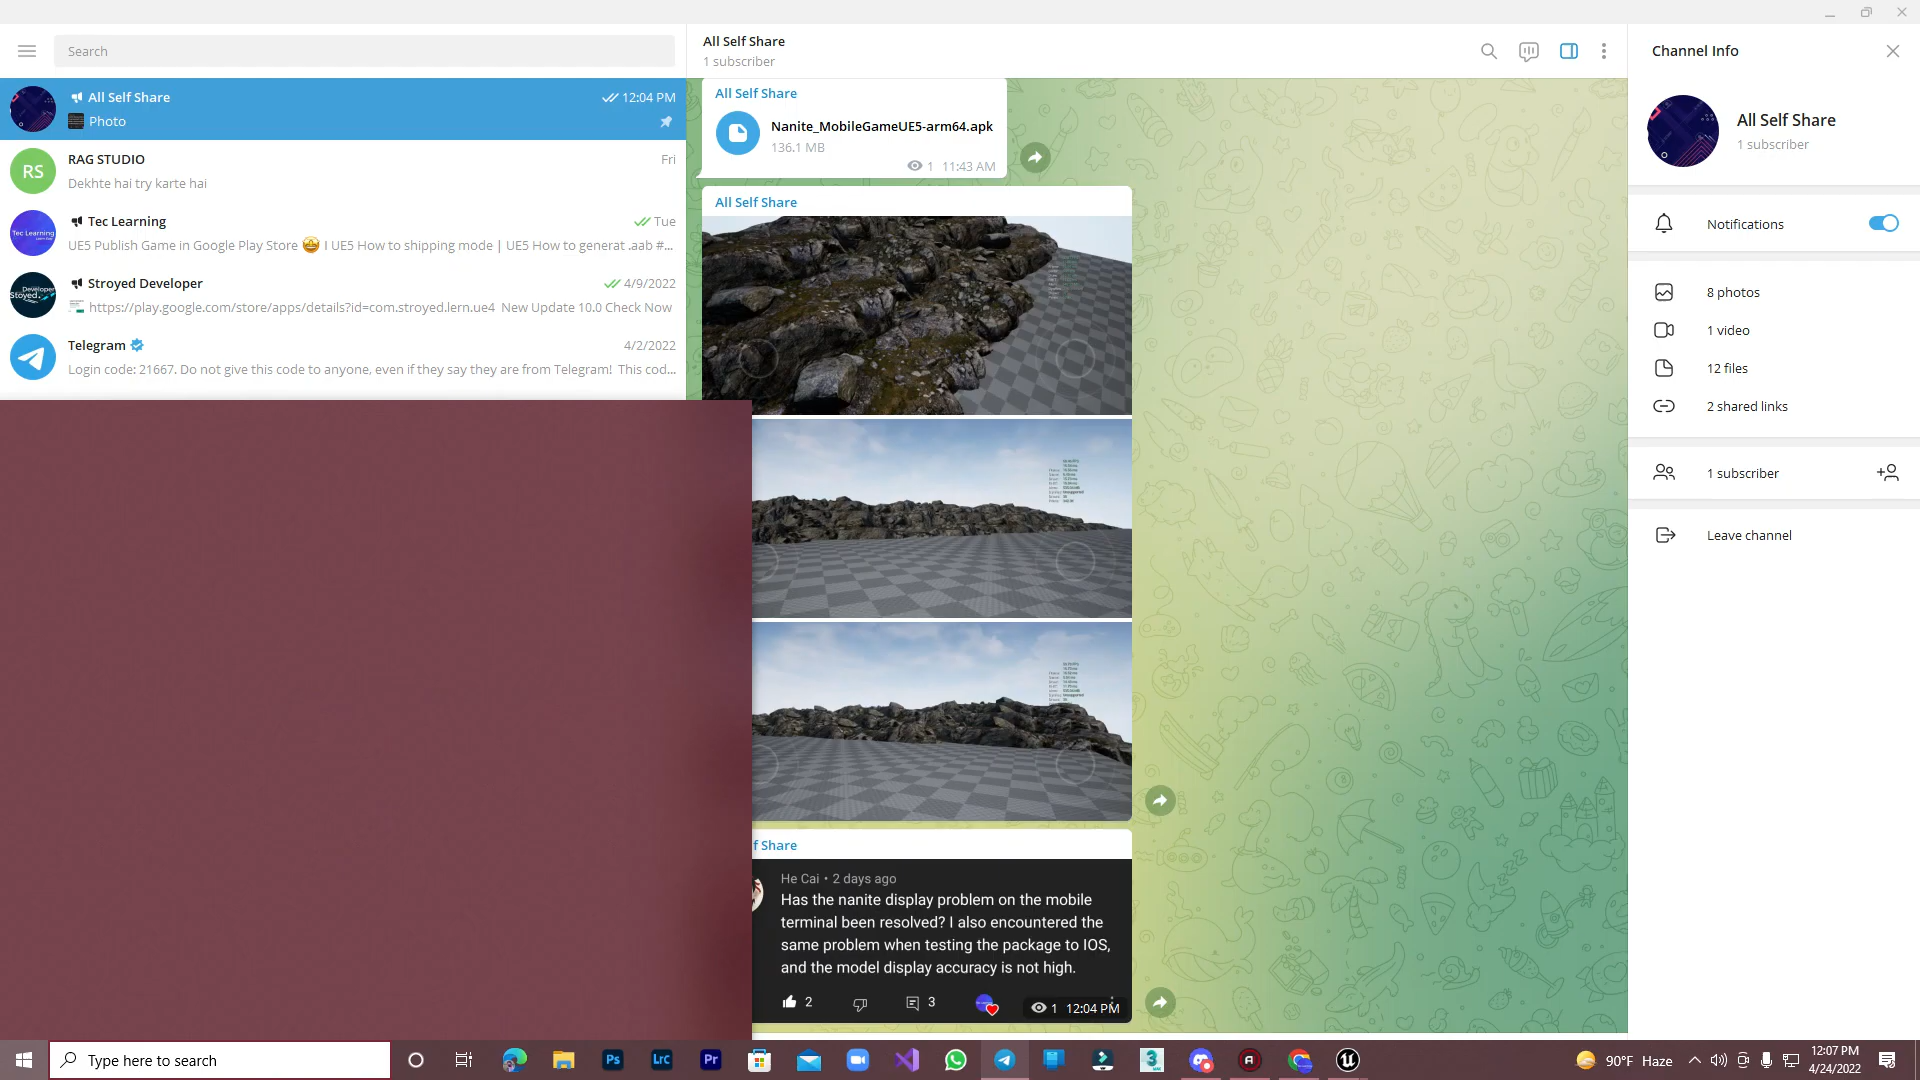 Search
All Self Share
12:04 PM
Photo
RS
RAG STUDIO
Fri
Dekhte hai try karte hai
Tec Learning
Tec Learning
Tue
UE5 Publish Game in Google Play Store 🤩 I UE5 How to shipping mode | UE5 How to generat .aab #...
Developer
Stoyed
Stroyed Developer
4/9/2022
https://play.google.com/store/apps/details?id=com.stroyed.lern.ue4 New Update 10.0 Check Now
Telegram
4/2/2022
Login code: 21667. Do not give this code to anyone, even if they say they are from Telegram! This cod...
All Self Share
1 subscriber
All Self Share
Nanite_MobileGameUE5-arm64.apk
136.1 MB
1 11:43 AM
All Self Share
f Share
He Cai • 2 days ago
Has the nanite display problem on the mobile
terminal been resolved? I also encountered the
same problem when testing the package to IOS,
and the model display accuracy is not high.
2
3
1 12:04 PM
Channel Info
All Self Share
1 subscriber
Notifications
8 photos
1 video
12 files
2 shared links
1 subscriber
Leave channel
Type here to search
Ps
Lrc
Pr
3
90°F Haze
12:07 PM
4/24/2022